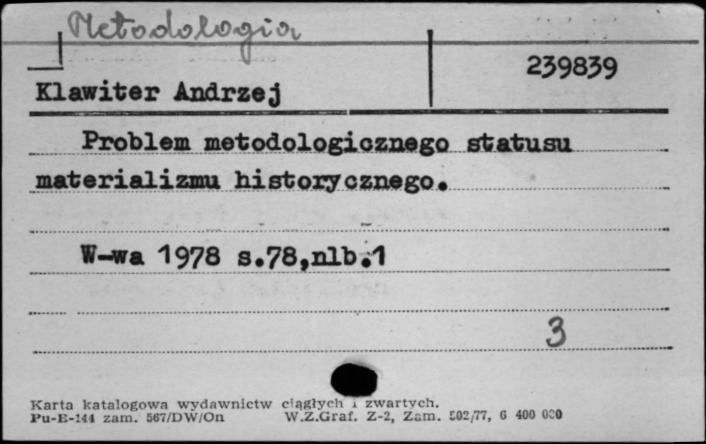 Metodologia
239839
Klawiter Andrzej
Problem metodologicznego statusu
materializmu historycznego.
W-wa 1978 s.78,nlb.1
3
Karta katalogowa wydawnictw ciągłych i zwartych.
Pu-E-144 zam. 567/DW/On W.Z.Graf. Z-2, Zam. 502/77, G 400 000